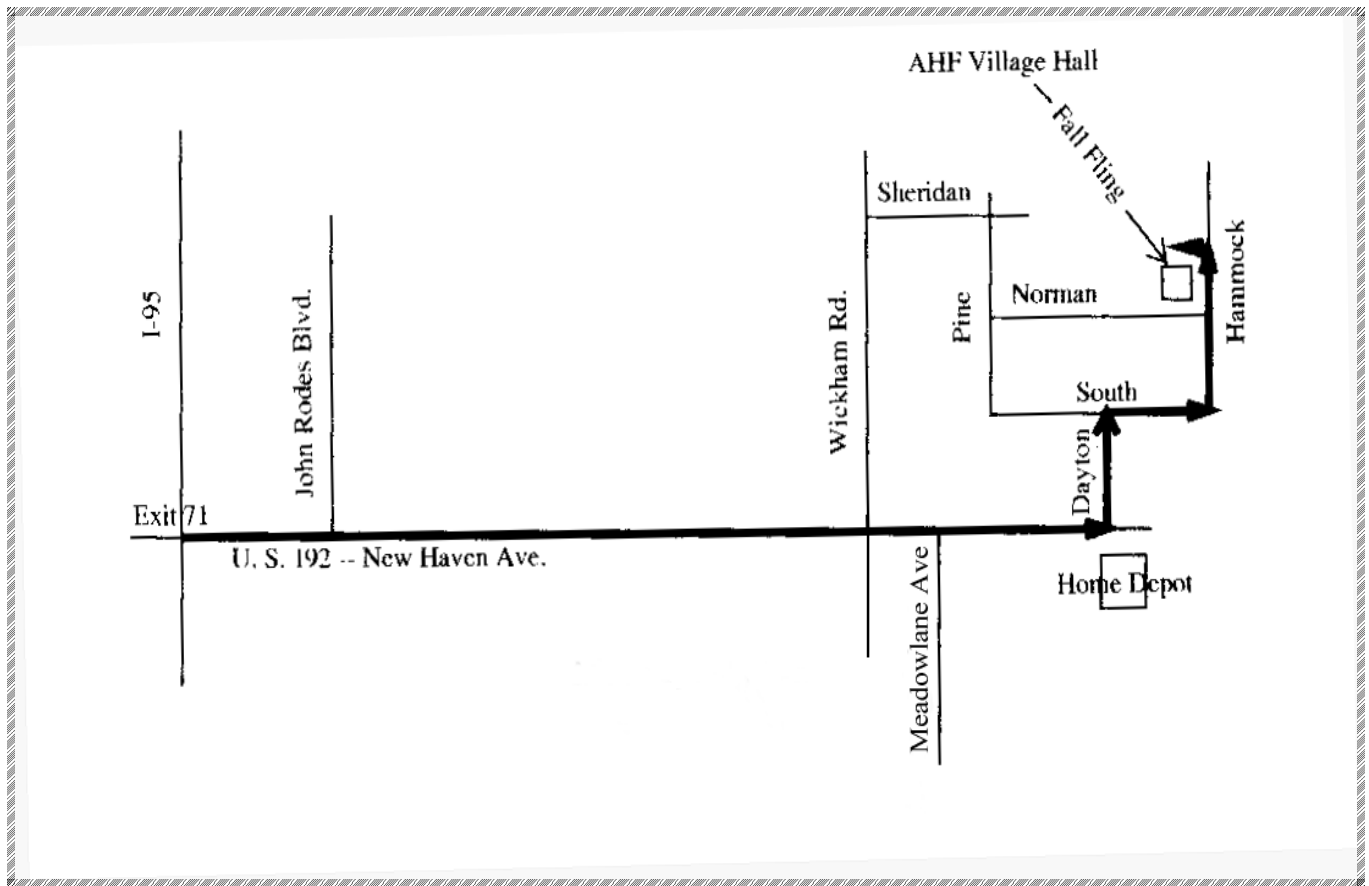 AHF Village Hall
Fall Fling
Sheridan
Hammock
I-95
John Rodes Blvd.
Wickham Rd.
Pine
Norman
South
Dayton
Exit 71
U. S. 192 -- New Haven Ave.
Meadowlane Ave
Home Depot